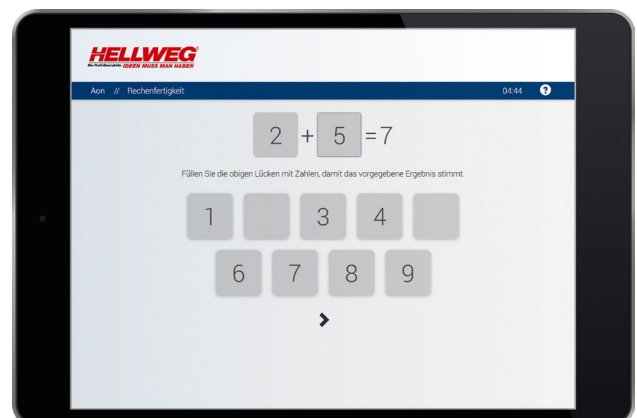 HELLWEG
Die Profi-Baumärkte IDEEN MUSS MAN HABEN
Aon // Rechenfertigkeit 04:44 ?
2 + 5 = 7
Füllen Sie die obigen Lücken mit Zahlen, damit das vorgegebene Ergebnis stimmt.
1 3 4
6 7 8 9